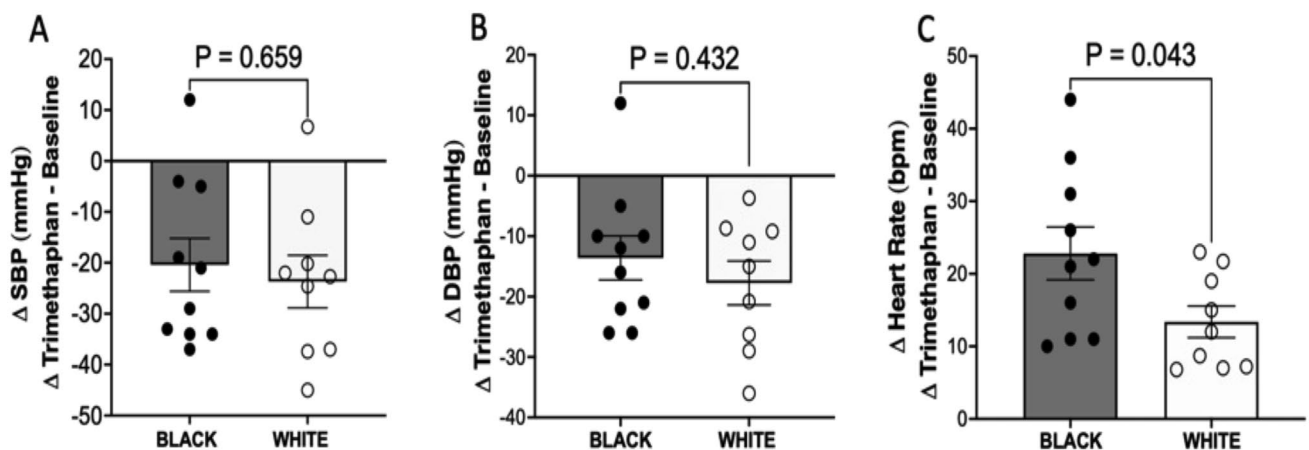 A
P = 0.659
Δ SBP (mmHg)
Δ Trimethaphan - Baseline
20
10
0
-10
-20
-30
-40
-50
BLACK
WHITE
B
P = 0.432
Δ DBP (mmHg)
Δ Trimethaphan - Baseline
20
10
0
-10
-20
-30
-40
BLACK
WHITE
C
P = 0.043
Δ Heart Rate (bpm)
Δ Trimethaphan - Baseline
50
40
30
20
10
0
BLACK
WHITE